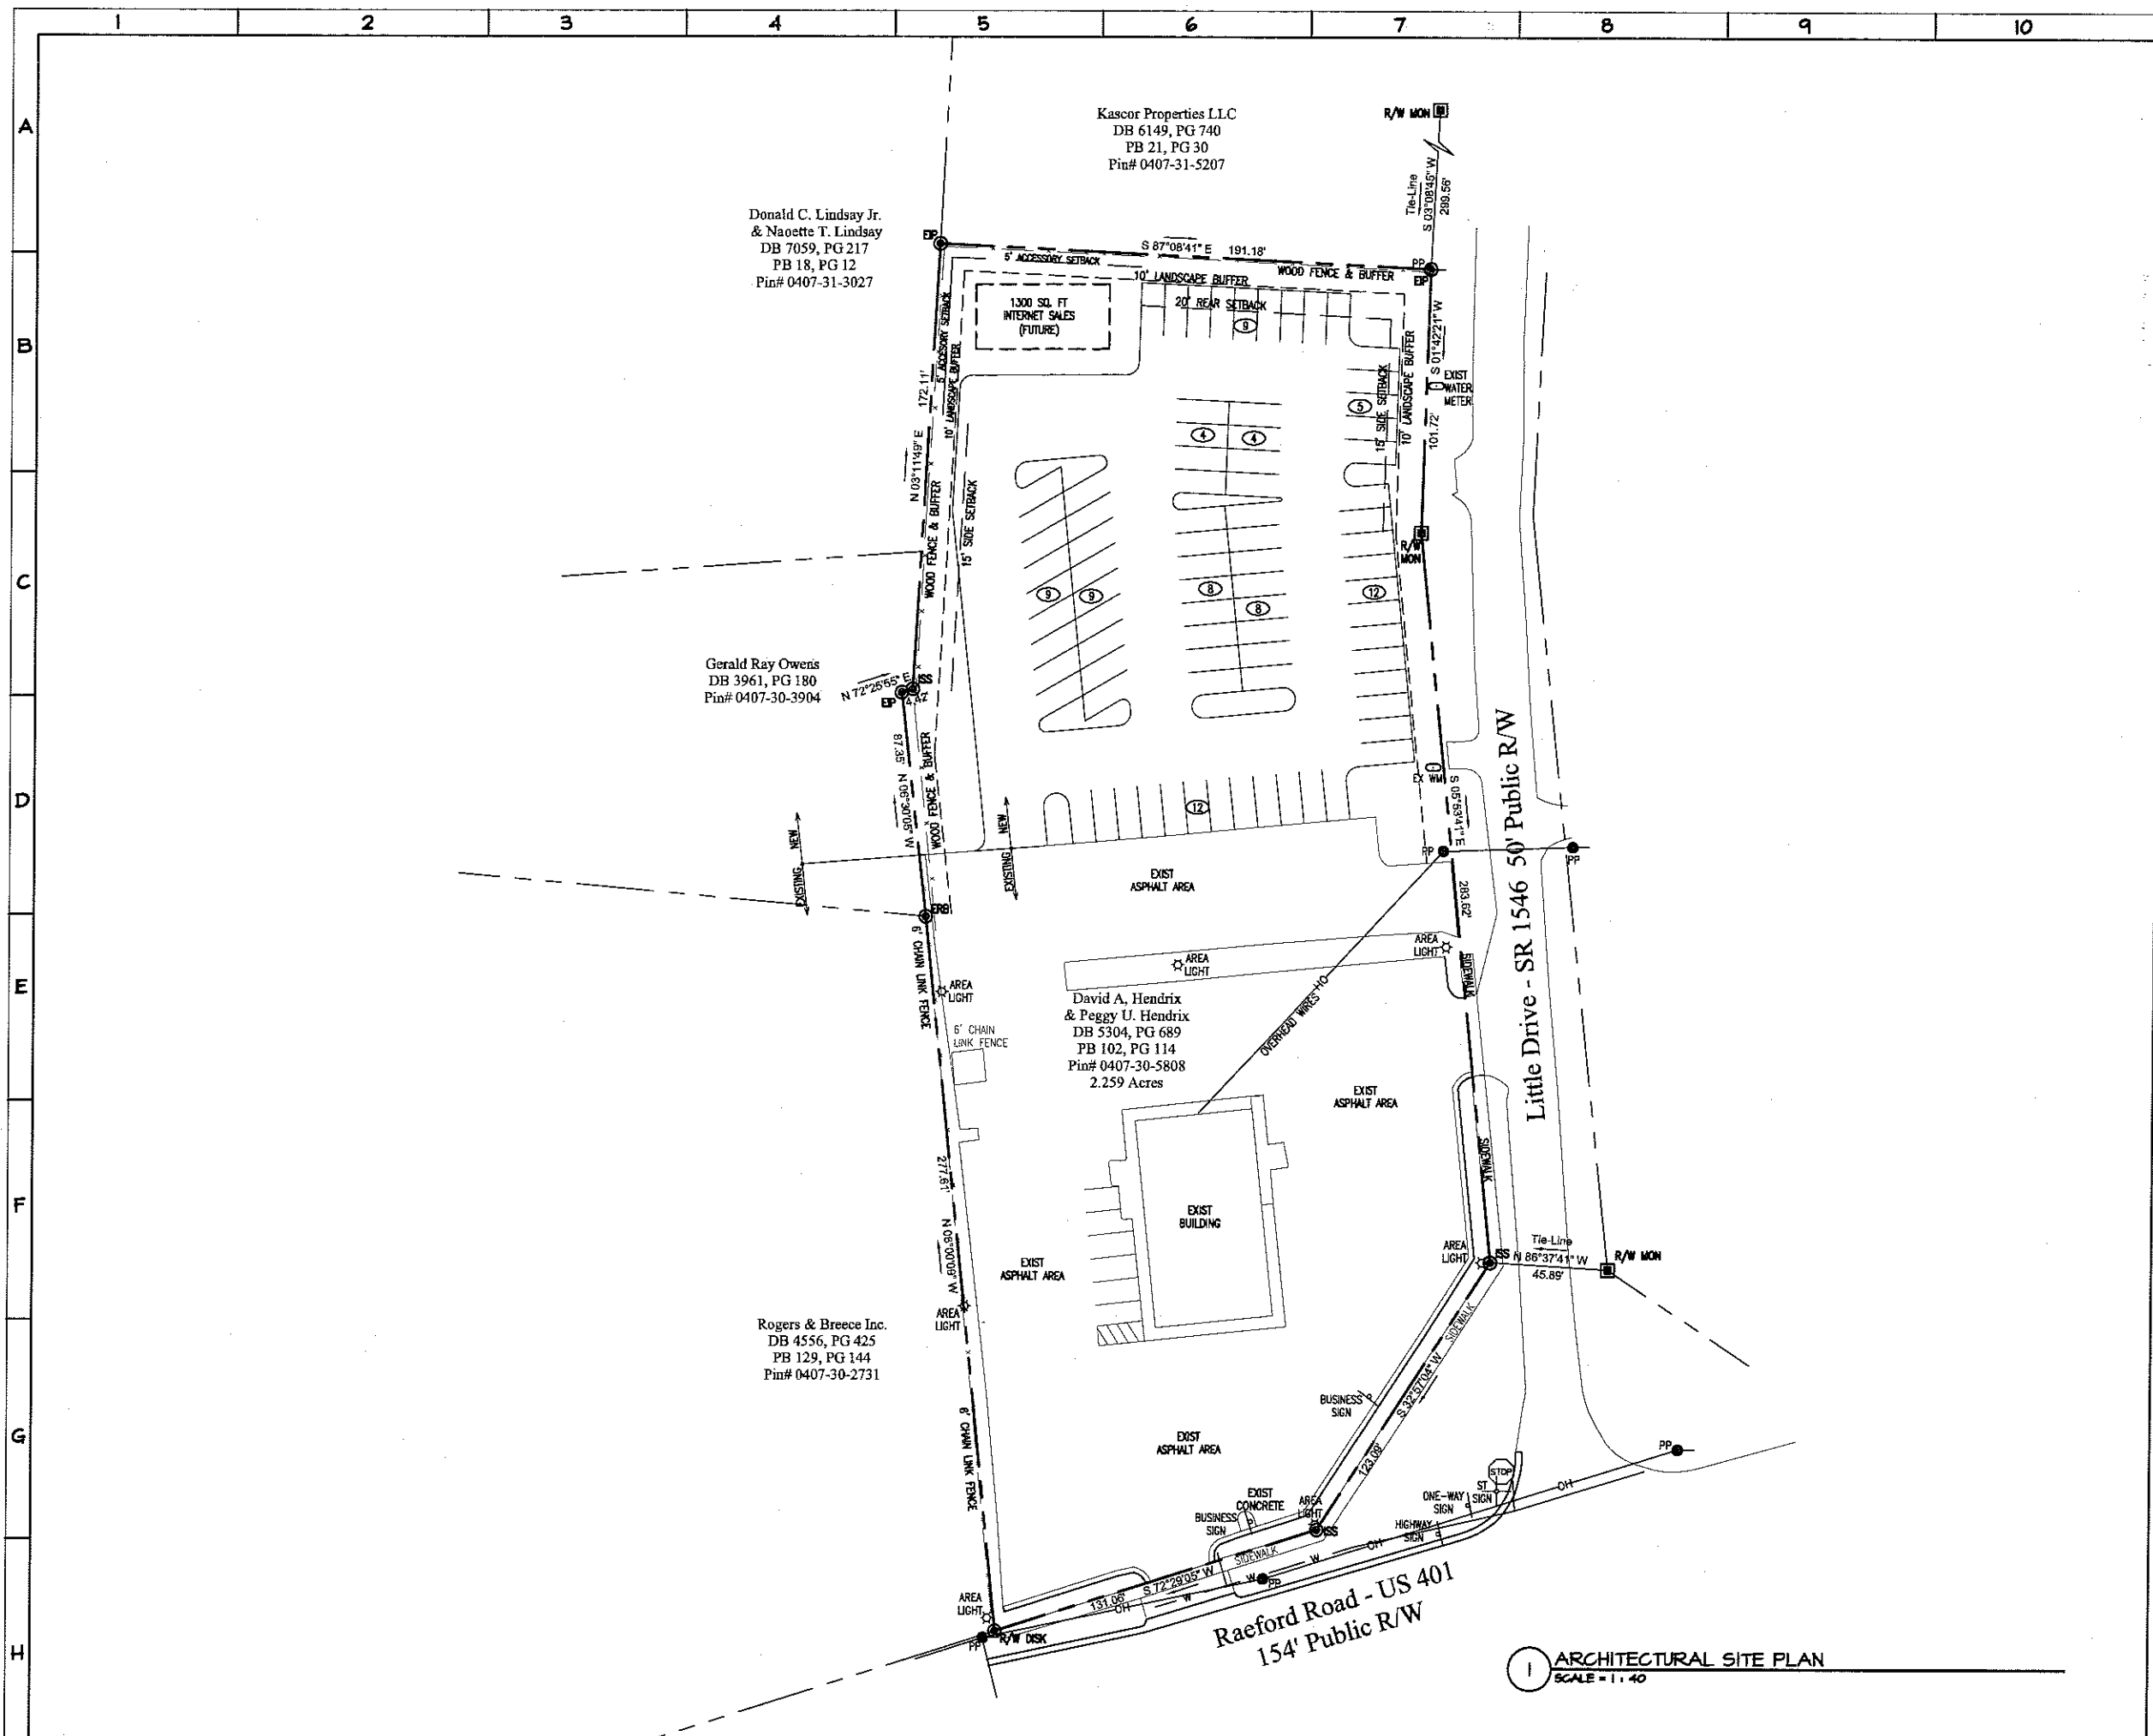 1 2 3 4 5 6 7 8 9 10
A
B
C
D
E
F
G
H
Kascor Properties LLC
DB 6149, PG 740
PB 21, PG 30
Pin# 0407-31-5207
R/W MON
Tie-Line
S 03°08'45" W
299.56'
Donald C. Lindsay Jr.
& Naoette T. Lindsay
DB 7059, PG 217
PB 18, PG 12
Pin# 0407-31-3027
EIP
S 87°08'41" E 191.18'
5' ACCESSORY SETBACK
WOOD FENCE & BUFFER
10' LANDSCAPE BUFFER
20' REAR SETBACK
PP
EIP
1300 SQ. FT
INTERNET SALES
(FUTURE)
9
5' ACCESORY SETBACK
10' LANDSCAPE BUFFER
172.11'
N 03°11'49" E
WOOD FENCE & BUFFER
15' SIDE SETBACK
S 01°42'21" W
101.72'
EXIST
WATER
METER
15' SIDE SETBACK
10' LANDSCAPE BUFFER
5
4
4
R/W
MON
9
9
8
8
12
Gerald Ray Owens
DB 3961, PG 180
Pin# 0407-30-3904
N 72°25'55" E
4.42'
ISS
EIP
87.35' N 06°30'05" W
WOOD FENCE & BUFFER
12
EX WM
S 05°53'41" E
283.62'
Little Drive - SR 1546 50' Public R/W
EXISTING NEW
EXISTING
EXIST
ASPHALT AREA
PP
PP
ERB
6' CHAIN LINK FENCE
AREA
LIGHT
AREA
LIGHT
AREA
LIGHT
SIDEWALK
6' CHAIN
LINK FENCE
David A, Hendrix
& Peggy U. Hendrix
DB 5304, PG 689
PB 102, PG 114
Pin# 0407-30-5808
2.259 Acres
OVERHEAD WIRES OH
EXIST
ASPHALT AREA
SIDEWALK
277.61'
N 06°00'09" W
EXIST
BUILDING
EXIST
ASPHALT AREA
AREA
LIGHT
ISS
Tie-Line
N 86°37'41" W
45.89'
R/W MON
AREA
LIGHT
Rogers & Breece Inc.
DB 4556, PG 425
PB 129, PG 144
Pin# 0407-30-2731
6' CHAIN LINK FENCE
SIDEWALK
S 32°57'04" W
123.09'
BUSINESS
SIGN
EXIST
ASPHALT AREA
PP
STOP
ST
SIGN
ONE-WAY
SIGN
OH
EXIST
CONCRETE
AREA
LIGHT
BUSINESS
SIGN
ISS
HIGHWAY
SIGN
SIDEWALK
W
OH
S 72°29'05" W
131.06'
W
PP
OH
W
AREA
LIGHT
PP
R/W DISK
Raeford Road - US 401
154' Public R/W
1
ARCHITECTURAL SITE PLAN
SCALE = 1 : 40